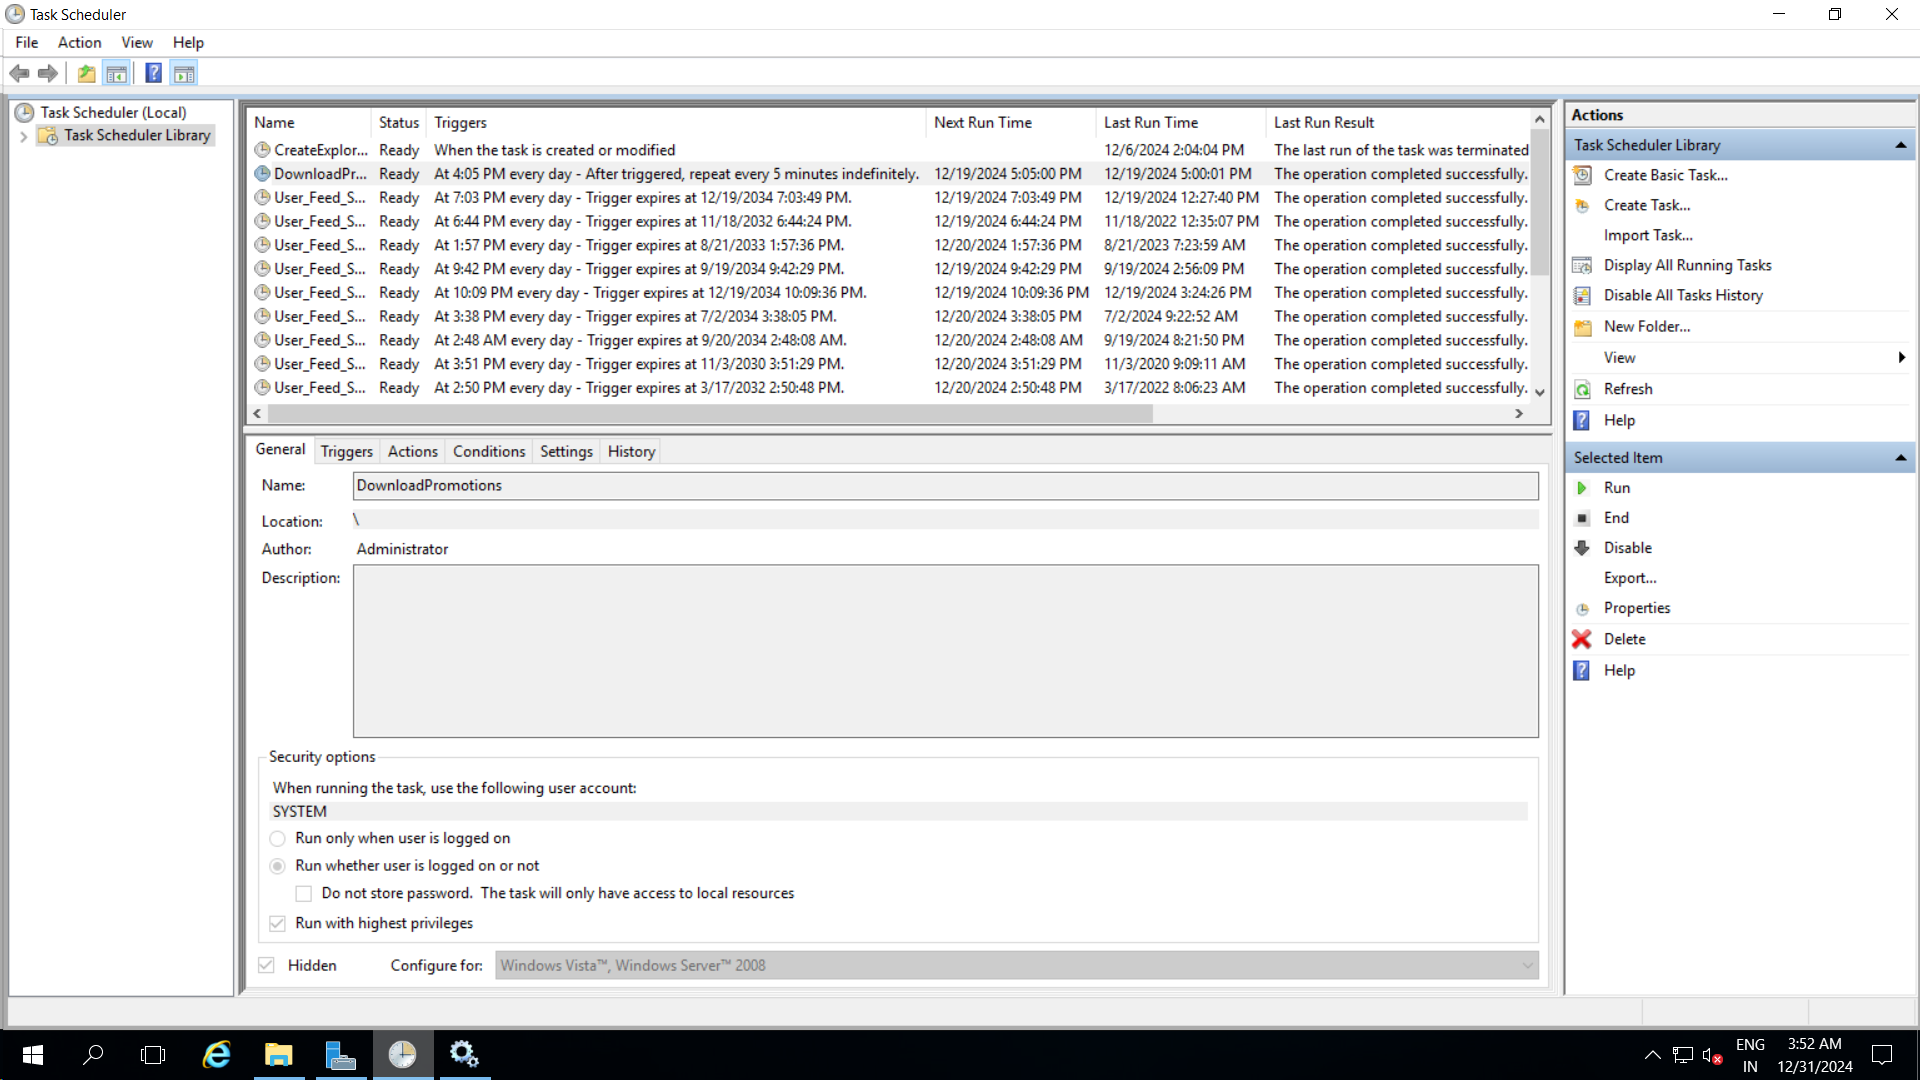 Task Scheduler
File Action View Help
Task Scheduler (Local)
Task Scheduler Library
Name Status Triggers Next Run Time Last Run Time Last Run Result
CreateExplor... Ready When the task is created or modified 12/6/2024 2:04:04 PM The last run of the task was terminated
DownloadPr... Ready At 4:05 PM every day - After triggered, repeat every 5 minutes indefinitely. 12/19/2024 5:05:00 PM 12/19/2024 5:00:01 PM The operation completed successfully.
User_Feed_S... Ready At 7:03 PM every day - Trigger expires at 12/19/2034 7:03:49 PM. 12/19/2024 7:03:49 PM 12/19/2024 12:27:40 PM The operation completed successfully.
User_Feed_S... Ready At 6:44 PM every day - Trigger expires at 11/18/2032 6:44:24 PM. 12/19/2024 6:44:24 PM 11/18/2022 12:35:07 PM The operation completed successfully.
User_Feed_S... Ready At 1:57 PM every day - Trigger expires at 8/21/2033 1:57:36 PM. 12/20/2024 1:57:36 PM 8/21/2023 7:23:59 AM The operation completed successfully.
User_Feed_S... Ready At 9:42 PM every day - Trigger expires at 9/19/2034 9:42:29 PM. 12/19/2024 9:42:29 PM 9/19/2024 2:56:09 PM The operation completed successfully.
User_Feed_S... Ready At 10:09 PM every day - Trigger expires at 12/19/2034 10:09:36 PM. 12/19/2024 10:09:36 PM 12/19/2024 3:24:26 PM The operation completed successfully.
User_Feed_S... Ready At 3:38 PM every day - Trigger expires at 7/2/2034 3:38:05 PM. 12/20/2024 3:38:05 PM 7/2/2024 9:22:52 AM The operation completed successfully.
User_Feed_S... Ready At 2:48 AM every day - Trigger expires at 9/20/2034 2:48:08 AM. 12/20/2024 2:48:08 AM 9/19/2024 8:21:50 PM The operation completed successfully.
User_Feed_S... Ready At 3:51 PM every day - Trigger expires at 11/3/2030 3:51:29 PM. 12/20/2024 3:51:29 PM 11/3/2020 9:09:11 AM The operation completed successfully.
User_Feed_S... Ready At 2:50 PM every day - Trigger expires at 3/17/2032 2:50:48 PM. 12/20/2024 2:50:48 PM 3/17/2022 8:06:23 AM The operation completed successfully.
General Triggers Actions Conditions Settings History
Name: DownloadPromotions
Location: \
Author: Administrator
Description:
Security options
When running the task, use the following user account:
SYSTEM
Run only when user is logged on
Run whether user is logged on or not
Do not store password. The task will only have access to local resources
Run with highest privileges
Hidden Configure for: Windows Vista™, Windows Server™ 2008
Actions
Task Scheduler Library
Create Basic Task...
Create Task...
Import Task...
Display All Running Tasks
Disable All Tasks History
New Folder...
View
Refresh
Help
Selected Item
Run
End
Disable
Export...
Properties
Delete
Help
ENG
IN
3:52 AM
12/31/2024